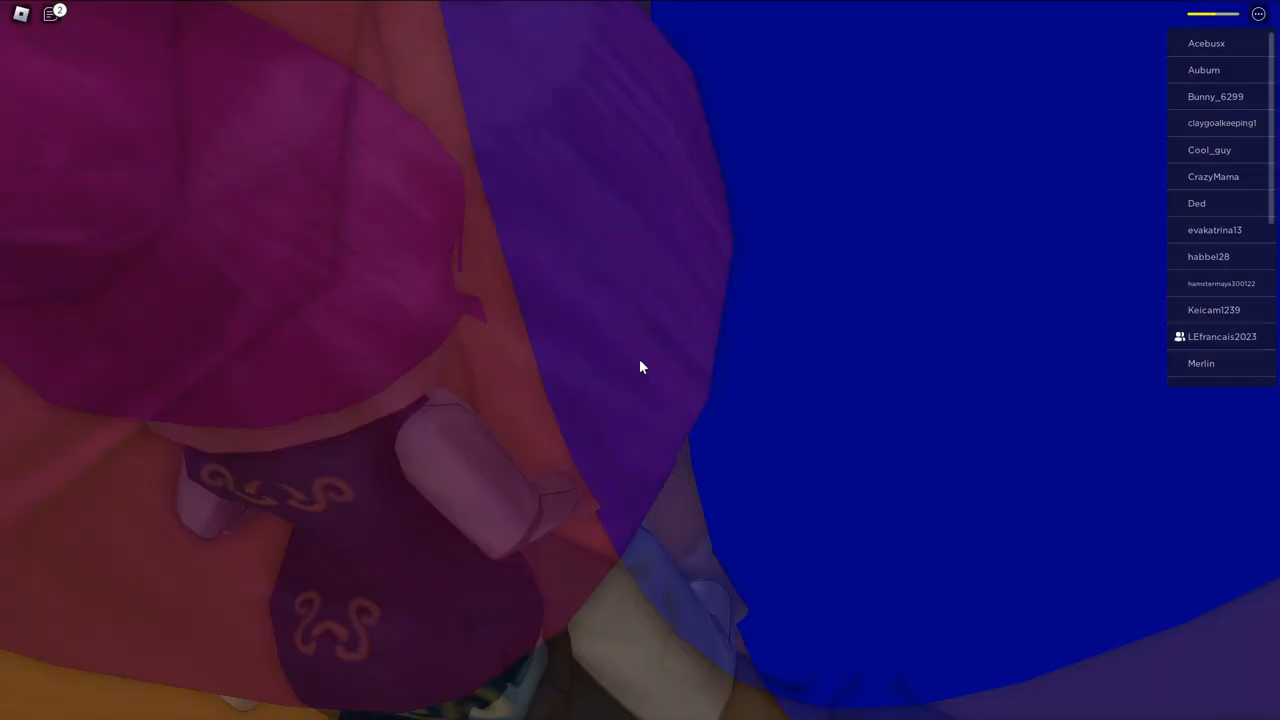 2
Acebusx
Auburn
Bunny_6299
claygoalkeeping1
Cool_guy
CrazyMama
Ded
evakatrina13
habbel28
hamstermaya300122
Keicam1239
LEfrancais2023
Merlin